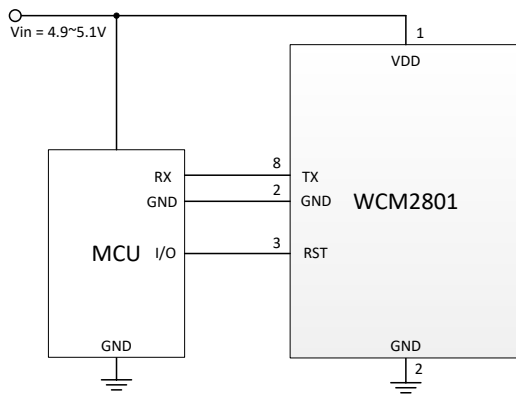 Vin = 4.9~5.1V
1
VDD
RX 8 TX
GND 2 GND
WCM2801
MCU
I/O 3 RST
GND
GND
2